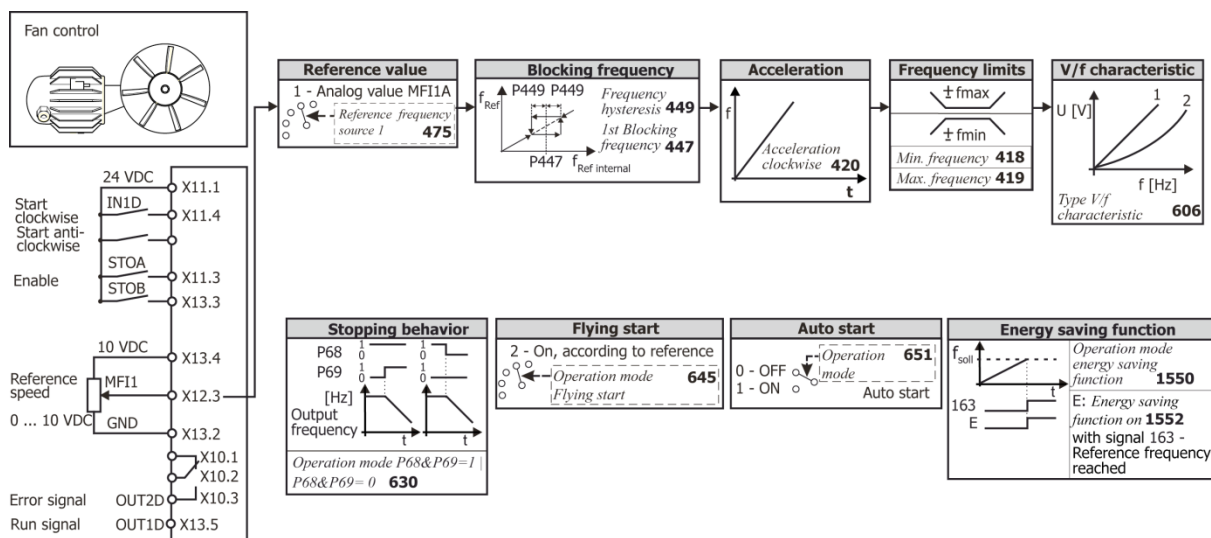 Fan control
24 VDC
X11.1
Start
clockwise
IN1D
X11.4
Start anti-
clockwise
Enable
STOA
X11.3
STOB
X13.3
10 VDC
X13.4
Reference
speed
MFI1
X12.3
0 ... 10 VDC
GND
X13.2
X10.1
X10.2
Error signal
OUT2D
X10.3
Run signal
OUT1D
X13.5
Reference value
1 - Analog value MFI1A
Reference frequency
source 1
475
Blocking frequency
fRef
P449 P449
P447
fRef internal
Frequency
hysteresis 449
1st Blocking
frequency 447
Acceleration
f
Acceleration
clockwise 420
t
Frequency limits
± fmax
± fmin
Min. frequency 418
Max. frequency 419
V/f characteristic
U [V]
1
2
f [Hz]
Type V/f
characteristic 606
Stopping behavior
P68 1 0 1 0
P69 1 0 1 0
[Hz]
Output
frequency
t t
Operation mode P68&P69=1 |
P68&P69= 0 630
Flying start
2 - On, according to reference
Operation mode 645
Flying start
Auto start
Operation 651
mode
0 - OFF
1 - ON
Auto start
Energy saving function
fsoll
t
163
E
Operation mode
energy saving
function 1550
E: Energy saving
function on 1552
with signal 163 -
Reference frequency
reached